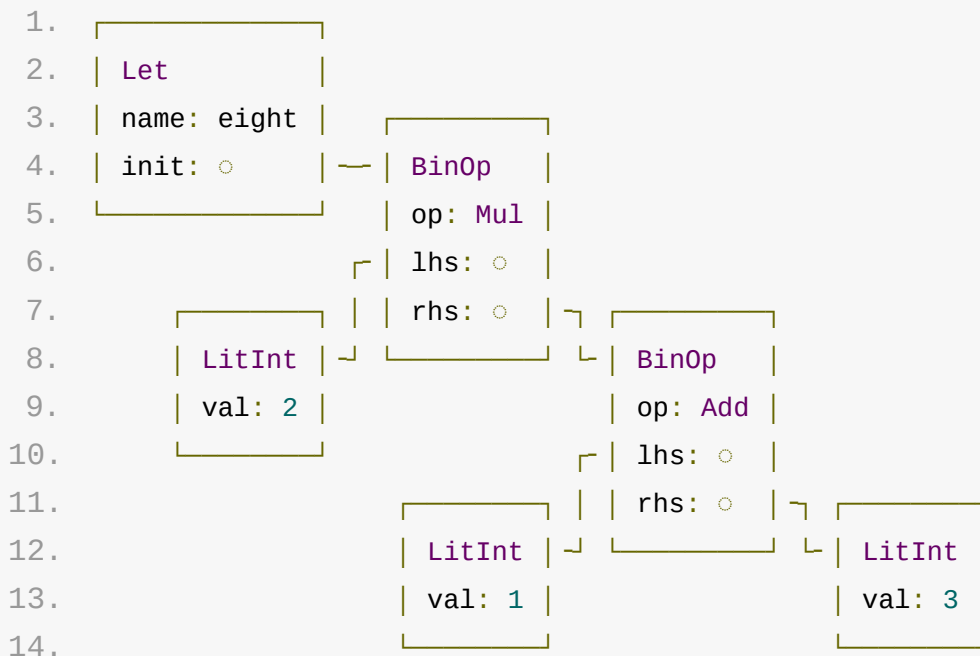 1.
2. Let
3. name: eight
4. init: ◌ BinOp
5. op: Mul
6. lhs: ◌
7. rhs: ◌
8. LitInt BinOp
9. val: 2 op: Add
10. lhs: ◌
11. rhs: ◌
12. LitInt LitInt
13. val: 1 val: 3
14.